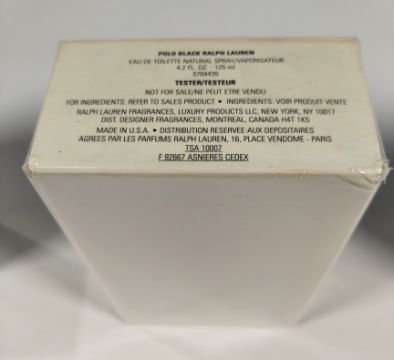 POLO BLACK RALPH LAUREN
EAU DE TOILETTE NATURAL SPRAY/VAPORISATEUR
4.2 FL. OZ. - 125 ml
3704435
TESTER/TESTEUR
NOT FOR SALE/NE PEUT ETRE VENDU
FOR INGREDIENTS: REFER TO SALES PRODUCT • INGREDIENTS: VOIR PRODUIT VENTE
RALPH LAUREN FRAGRANCES, LUXURY PRODUCTS LLC, NEW YORK, NY 10017
DIST. DESIGNER FRAGRANCES, MONTREAL, CANADA H4T 1K5
MADE IN U.S.A. • DISTRIBUTION RESERVEE AUX DEPOSITAIRES
AGREES PAR LES PARFUMS RALPH LAUREN, 16, PLACE VENDOME - PARIS
TSA 10007
F 92667 ASNIERES CEDEX